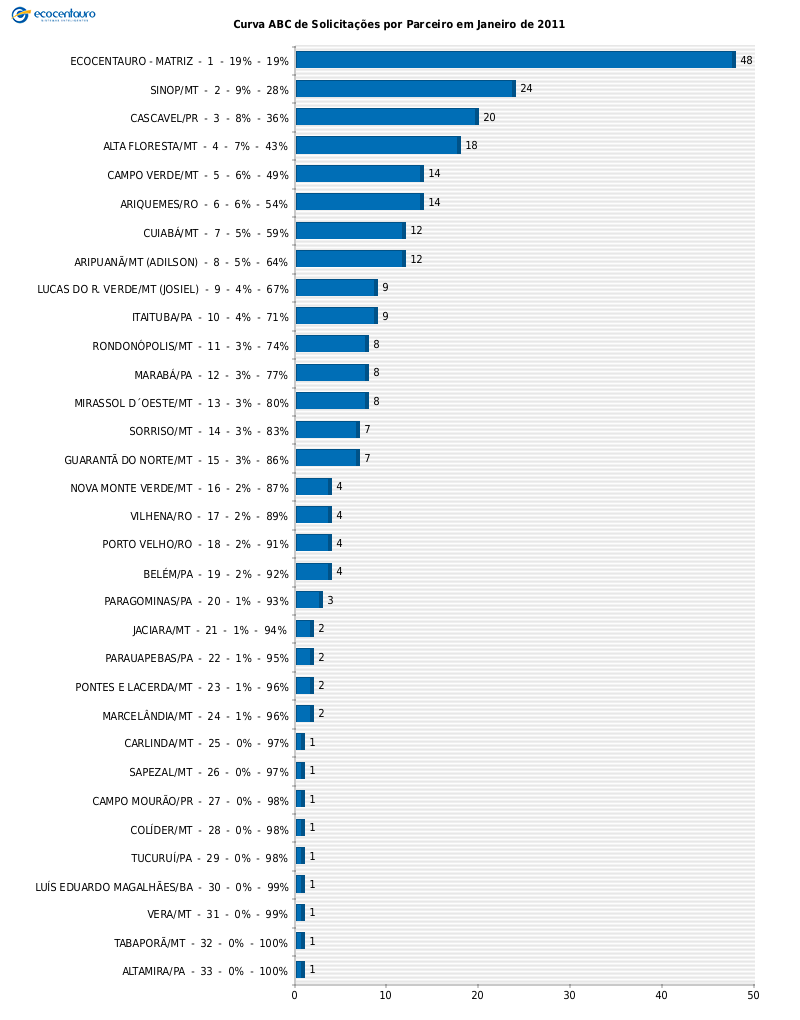 ecocentauro
Curva ABC de Solicitações por Parceiro em Janeiro de 2011
ECOCENTAURO - MATRIZ - 1 - 19% - 19% 48
SINOP/MT - 2 - 9% - 28% 24
CASCAVEL/PR - 3 - 8% - 36% 20
ALTA FLORESTA/MT - 4 - 7% - 43% 18
CAMPO VERDE/MT - 5 - 6% - 49% 14
ARIQUEMES/RO - 6 - 6% - 54% 14
CUIABÁ/MT - 7 - 5% - 59% 12
ARIPUANÃ/MT (ADILSON) - 8 - 5% - 64% 12
LUCAS DO R. VERDE/MT (JOSIEL) - 9 - 4% - 67% 9
ITAITUBA/PA - 10 - 4% - 71% 9
RONDONÓPOLIS/MT - 11 - 3% - 74% 8
MARABÁ/PA - 12 - 3% - 77% 8
MIRASSOL D´OESTE/MT - 13 - 3% - 80% 8
SORRISO/MT - 14 - 3% - 83% 7
GUARANTÃ DO NORTE/MT - 15 - 3% - 86% 7
NOVA MONTE VERDE/MT - 16 - 2% - 87% 4
VILHENA/RO - 17 - 2% - 89% 4
PORTO VELHO/RO - 18 - 2% - 91% 4
BELÉM/PA - 19 - 2% - 92% 4
PARAGOMINAS/PA - 20 - 1% - 93% 3
JACIARA/MT - 21 - 1% - 94% 2
PARAUAPEBAS/PA - 22 - 1% - 95% 2
PONTES E LACERDA/MT - 23 - 1% - 96% 2
MARCELÂNDIA/MT - 24 - 1% - 96% 2
CARLINDA/MT - 25 - 0% - 97% 1
SAPEZAL/MT - 26 - 0% - 97% 1
CAMPO MOURÃO/PR - 27 - 0% - 98% 1
COLÍDER/MT - 28 - 0% - 98% 1
TUCURUÍ/PA - 29 - 0% - 98% 1
LUÍS EDUARDO MAGALHÃES/BA - 30 - 0% - 99% 1
VERA/MT - 31 - 0% - 99% 1
TABAPORÃ/MT - 32 - 0% - 100% 1
ALTAMIRA/PA - 33 - 0% - 100% 1
0 10 20 30 40 50